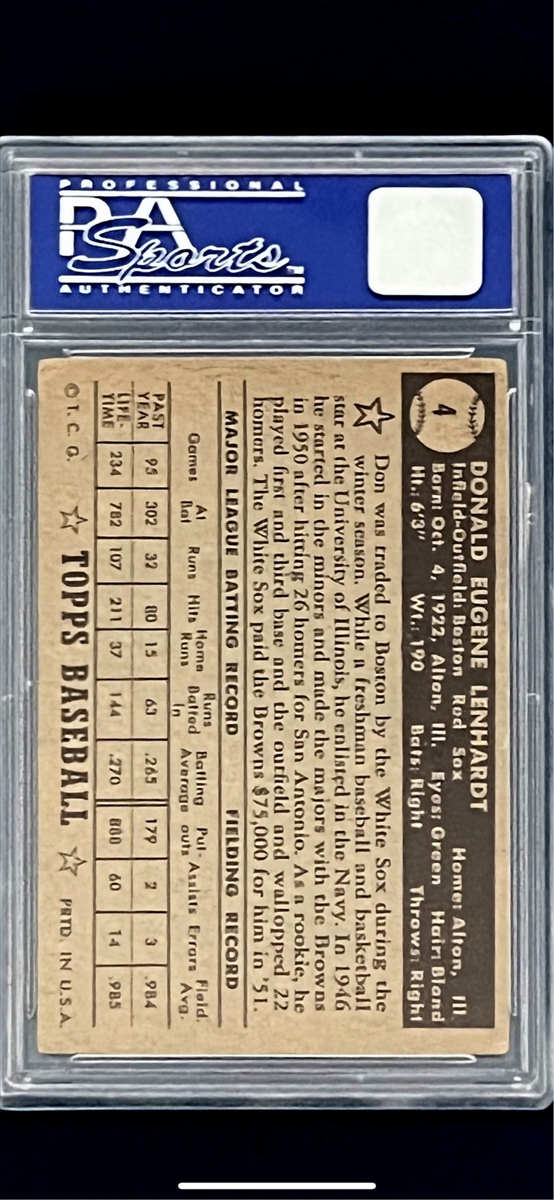 PROFESSIONAL
PSA
Sports™
AUTHENTICATOR
4
DONALD EUGENE LENHARDT
Infield-Outfield: Boston Red Sox Home: Alton, Ill
Born: Oct. 4, 1922, Alton, Ill. Eyes: Green Hair: Blond
Ht.: 6'3" Wt.: 190 Bats: Right Throws: Right
Don was traded to Boston by the White Sox during the
winter season. While a freshman baseball and basketball
star at the University of Illinois, he enlisted in the Navy. In 1946
he started in the minors and made the majors with the Browns
in 1950 after hitting 26 homers for San Antonio. As a rookie, he
played first and third base and the outfield and walloped 22
homers. The White Sox paid the Browns $75,000 for him in '51.
MAJOR LEAGUE BATTING RECORD FIELDING RECORD
Games At Bat Runs Hits Home Runs Runs Batted In Batting Average Put-outs Assists Errors Field. Avg.
PAST YEAR 95 302 32 80 15 63 .265 179 2 3 .984
LIFE-TIME 234 782 107 211 37 144 .270 880 60 14 .985
© T. C. G. ☆ TOPPS BASEBALL ☆ PRTD. IN U.S.A.